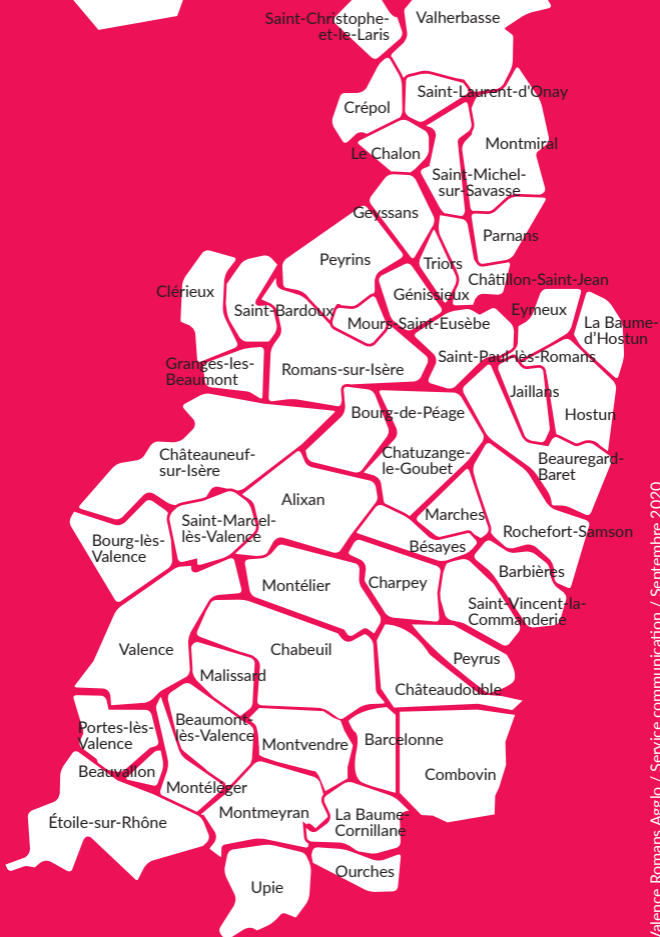 Saint-Christophe-
et-le-Laris
Valherbasse
Saint-Laurent-d'Onay
Crépol
Montmiral
Le Chalon
Saint-Michel-
sur-Savasse
Geyssans
Parnans
Peyrins
Triors
Châtillon-Saint-Jean
Clérieux
Génissieux
Saint-Bardoux
Eymeux
Mours-Saint-Eusèbe
La Baume-
d'Hostun
Saint-Paul-lès-Romans
Granges-les-
Beaumont
Romans-sur-Isère
Jaillans
Bourg-de-Péage
Hostun
Châteauneuf-
sur-Isère
Chatuzange-
le-Goubet
Beauregard-
Baret
Alixan
Marches
Saint-Marcel-
lès-Valence
Rochefort-Samson
Bourg-lès-
Valence
Bésayes
Barbières
Montélier
Charpey
Saint-Vincent-la-
Commanderie
Valence
Chabeuil
Peyrus
Malissard
Châteaudouble
Portes-lès-
Valence
Beaumont-
lès-Valence
Montvendre
Barcelonne
Beauvallon
Combovin
Montéléger
Étoile-sur-Rhône
Montmeyran
La Baume-
Cornillane
Ourches
Upie
Valence Romans Agglo / Service communication / Septembre 2020